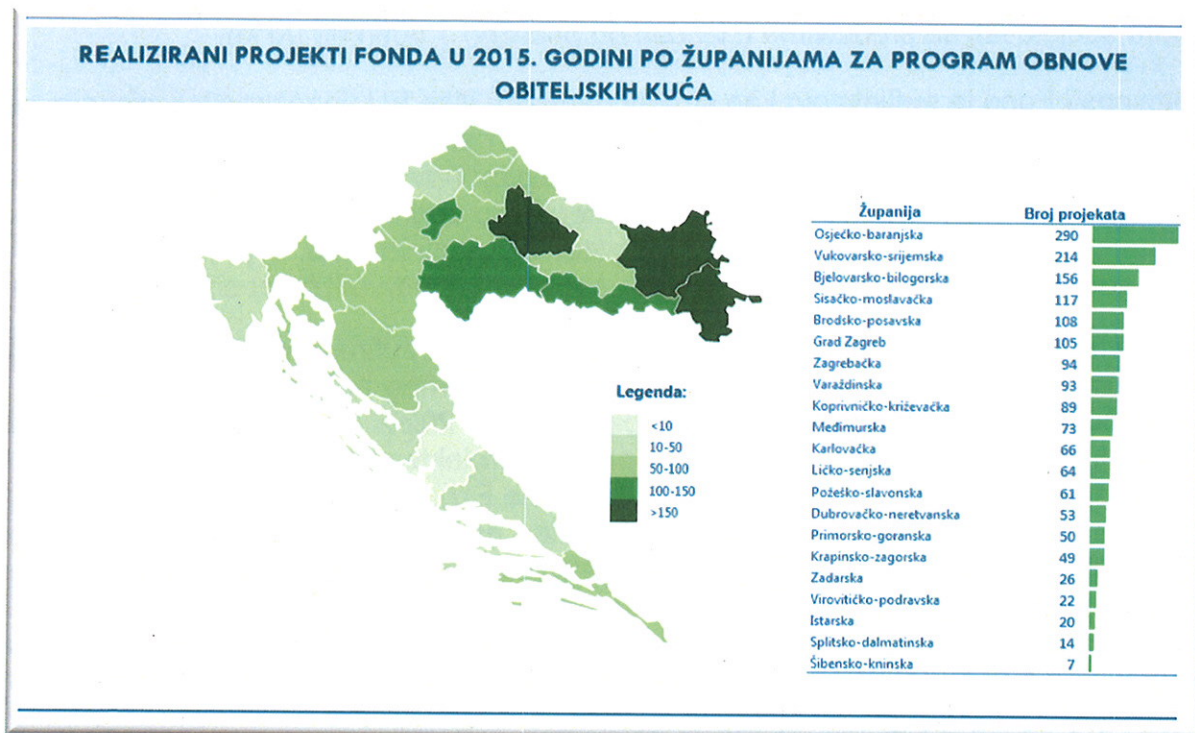 REALIZIRANI PROJEKTI FONDA U 2015. GODINI PO ŽUPANIJAMA ZA PROGRAM OBNOVE
OBITELJSKIH KUĆA
Legenda:
<10
10-50
50-100
100-150
>150
Županija Broj projekata
Osječko-baranjska 290
Vukovarsko-srijemska 214
Bjelovarsko-bilogorska 156
Sisačko-moslavačka 117
Brodsko-posavska 108
Grad Zagreb 105
Zagrebačka 94
Varaždinska 93
Koprivničko-križevačka 89
Međimurska 73
Karlovačka 66
Ličko-senjska 64
Požeško-slavonska 61
Dubrovačko-neretvanska 53
Primorsko-goranska 50
Krapinsko-zagorska 49
Zadarska 26
Virovitičko-podravska 22
Istarska 20
Splitsko-dalmatinska 14
Šibensko-kninska 7